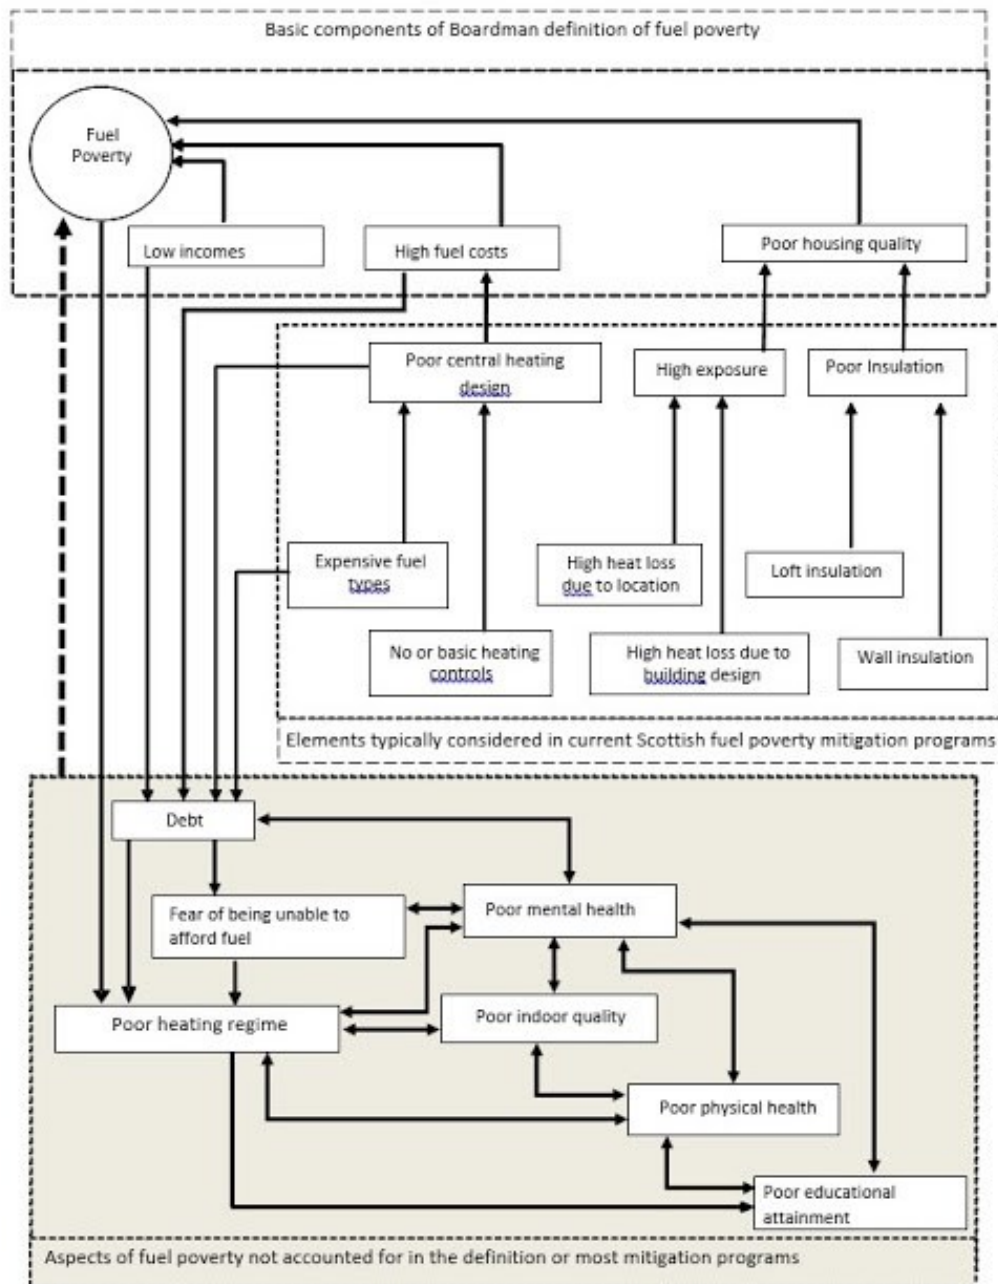 Basic components of Boardman definition of fuel poverty
Fuel
Poverty
Low incomes
High fuel costs
Poor housing quality
Poor central heating
design
High exposure
Poor Insulation
Expensive fuel
types
High heat loss
due to location
Loft insulation
No or basic heating
controls
High heat loss due to
building design
Wall insulation
Elements typically considered in current Scottish fuel poverty mitigation programs
Debt
Fear of being unable to
afford fuel
Poor mental health
Poor heating regime
Poor indoor quality
Poor physical health
Poor educational
attainment
Aspects of fuel poverty not accounted for in the definition or most mitigation programs